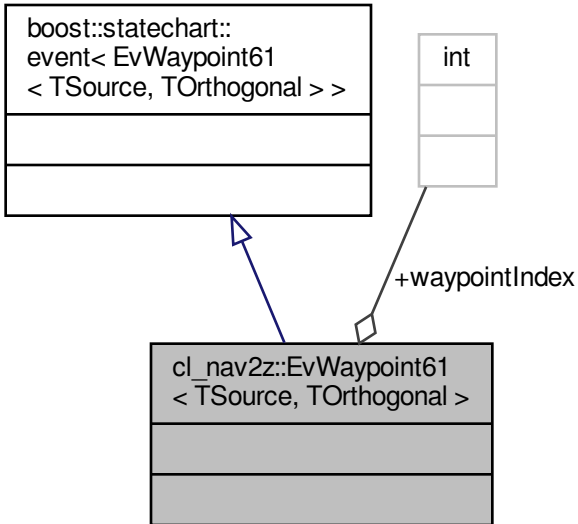 boost::statechart::
event< EvWaypoint61
< TSource, TOrthogonal > >
int
+waypointIndex
cl_nav2z::EvWaypoint61
< TSource, TOrthogonal >